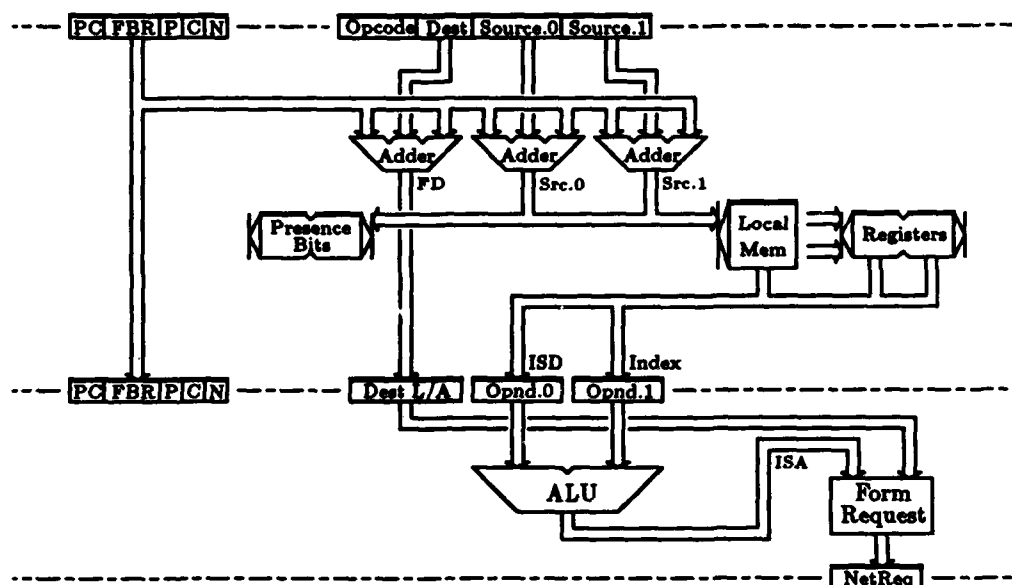 PC FBR P C N Opcode Dest Source.0 Source.1
Adder Adder Adder
FD Src.0 Src.1
Presence
Bits
Local
Mem
Registers
ISD Index
PC FBR P C N Dest L/A Opnd.0 Opnd.1
ISA
ALU
Form
Request
NetReq